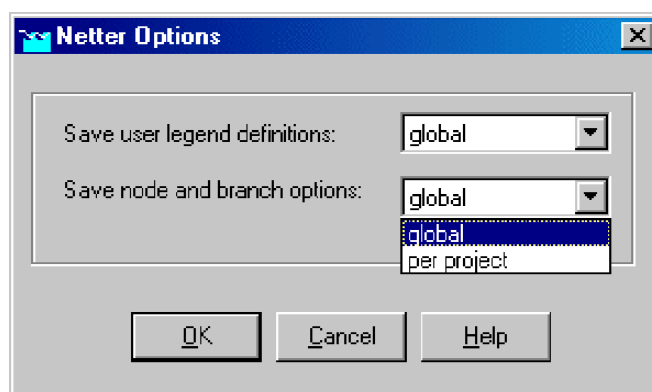 Netter Options
Save user legend definitions: global
Save node and branch options: global
global
per project
OK Cancel Help